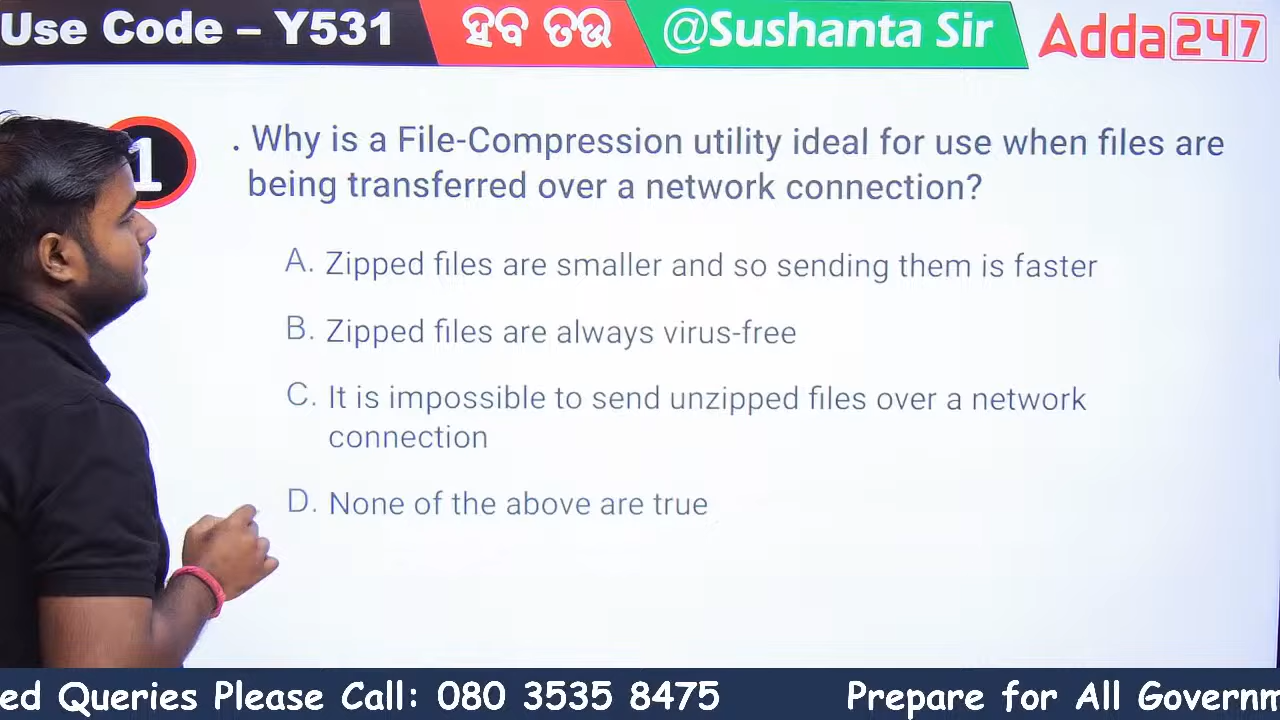 Use Code – Y531
ହବ ତଉ
@Sushanta Sir
Adda247
1
. Why is a File-Compression utility ideal for use when files are
being transferred over a network connection?
A. Zipped files are smaller and so sending them is faster
B. Zipped files are always virus-free
C. It is impossible to send unzipped files over a network
connection
D. None of the above are true
ed Queries Please Call: 080 3535 8475
Prepare for All Governm